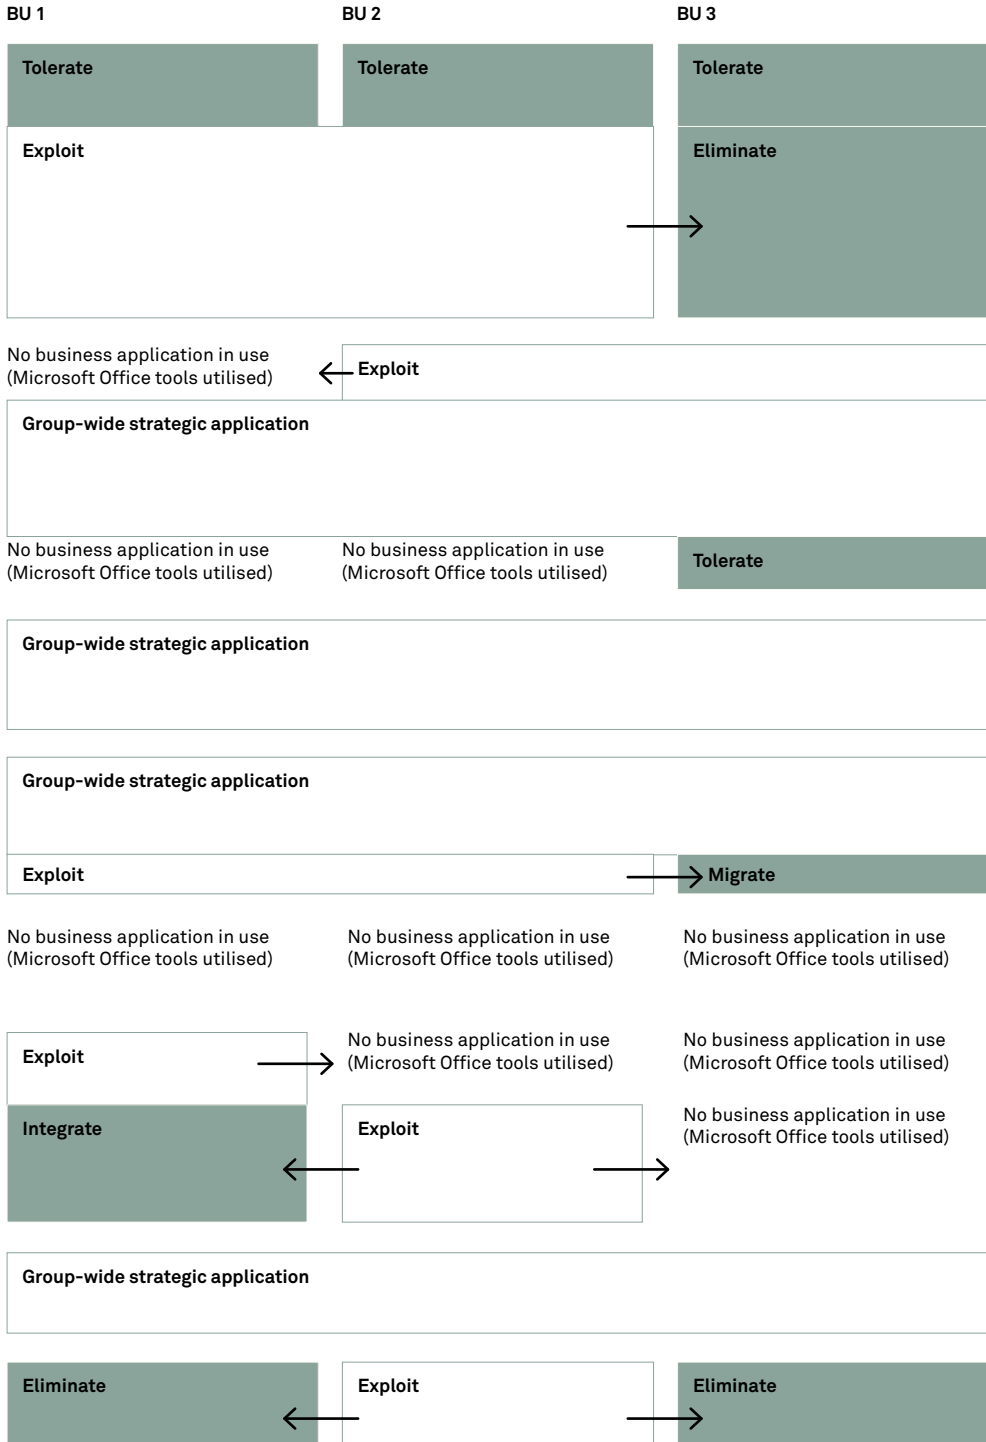 BU 1
BU 2
BU 3
Tolerate
Tolerate
Tolerate
Exploit
Eliminate
No business application in use
(Microsoft Office tools utilised)
Exploit
Group-wide strategic application
No business application in use
(Microsoft Office tools utilised)
No business application in use
(Microsoft Office tools utilised)
Tolerate
Group-wide strategic application
Group-wide strategic application
Exploit
Migrate
No business application in use
(Microsoft Office tools utilised)
No business application in use
(Microsoft Office tools utilised)
No business application in use
(Microsoft Office tools utilised)
Exploit
No business application in use
(Microsoft Office tools utilised)
No business application in use
(Microsoft Office tools utilised)
Integrate
Exploit
No business application in use
(Microsoft Office tools utilised)
Group-wide strategic application
Eliminate
Exploit
Eliminate